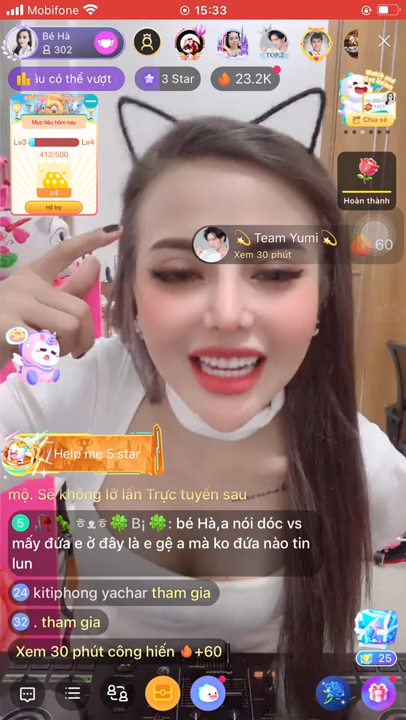 Mobifone
15:33
Bé Hà
302
TOP.2
ầu có thể vượt
3 Star
23.2K
Chia sẻ
Mục tiêu hôm nay
Lv3
Lv4
412/500
x4
Hỗ trợ
Hoàn thành
Team Yumi
Xem 30 phút
60
Help me 5 star
mộ. Sẽ không lỡ lần Trực tuyến sau
5 ㅎㅊㅎ Bị : bé Hà,a nói dóc vs
mấy đứa e ở đây là e gệ a mà ko đứa nào tin
lun
24 kitiphong yachar tham gia
32 . tham gia
Xem 30 phút công hiến +60
25